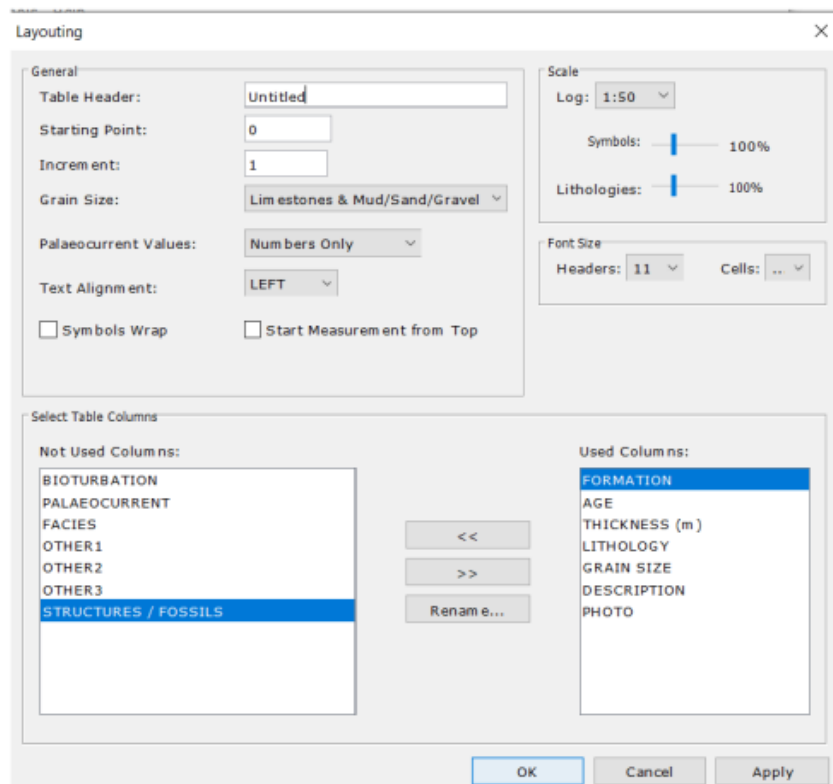 Layouting
General
Table Header: Untitled
Starting Point: 0
Increment: 1
Grain Size: Limestones & Mud/Sand/Gravel
Palaeocurrent Values: Numbers Only
Text Alignment: LEFT
Symbols Wrap
Start Measurement from Top
Scale
Log: 1:50
Symbols: 100%
Lithologies: 100%
Font Size
Headers: 11 Cells: ..
Select Table Columns
Not Used Columns:
BIOTURBATION
PALAEOCURRENT
FACIES
OTHER1
OTHER2
OTHER3
STRUCTURES / FOSSILS
<<
>>
Rename...
Used Columns:
FORMATION
AGE
THICKNESS (m)
LITHOLOGY
GRAIN SIZE
DESCRIPTION
PHOTO
OK
Cancel
Apply